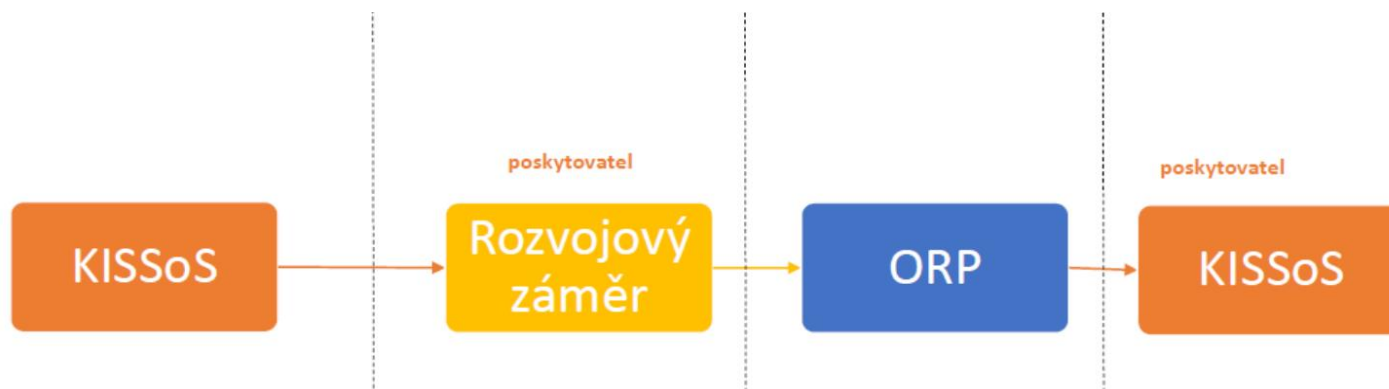 poskytovatel
poskytovatel
KISSoS
Rozvojový
záměr
ORP
KISSoS